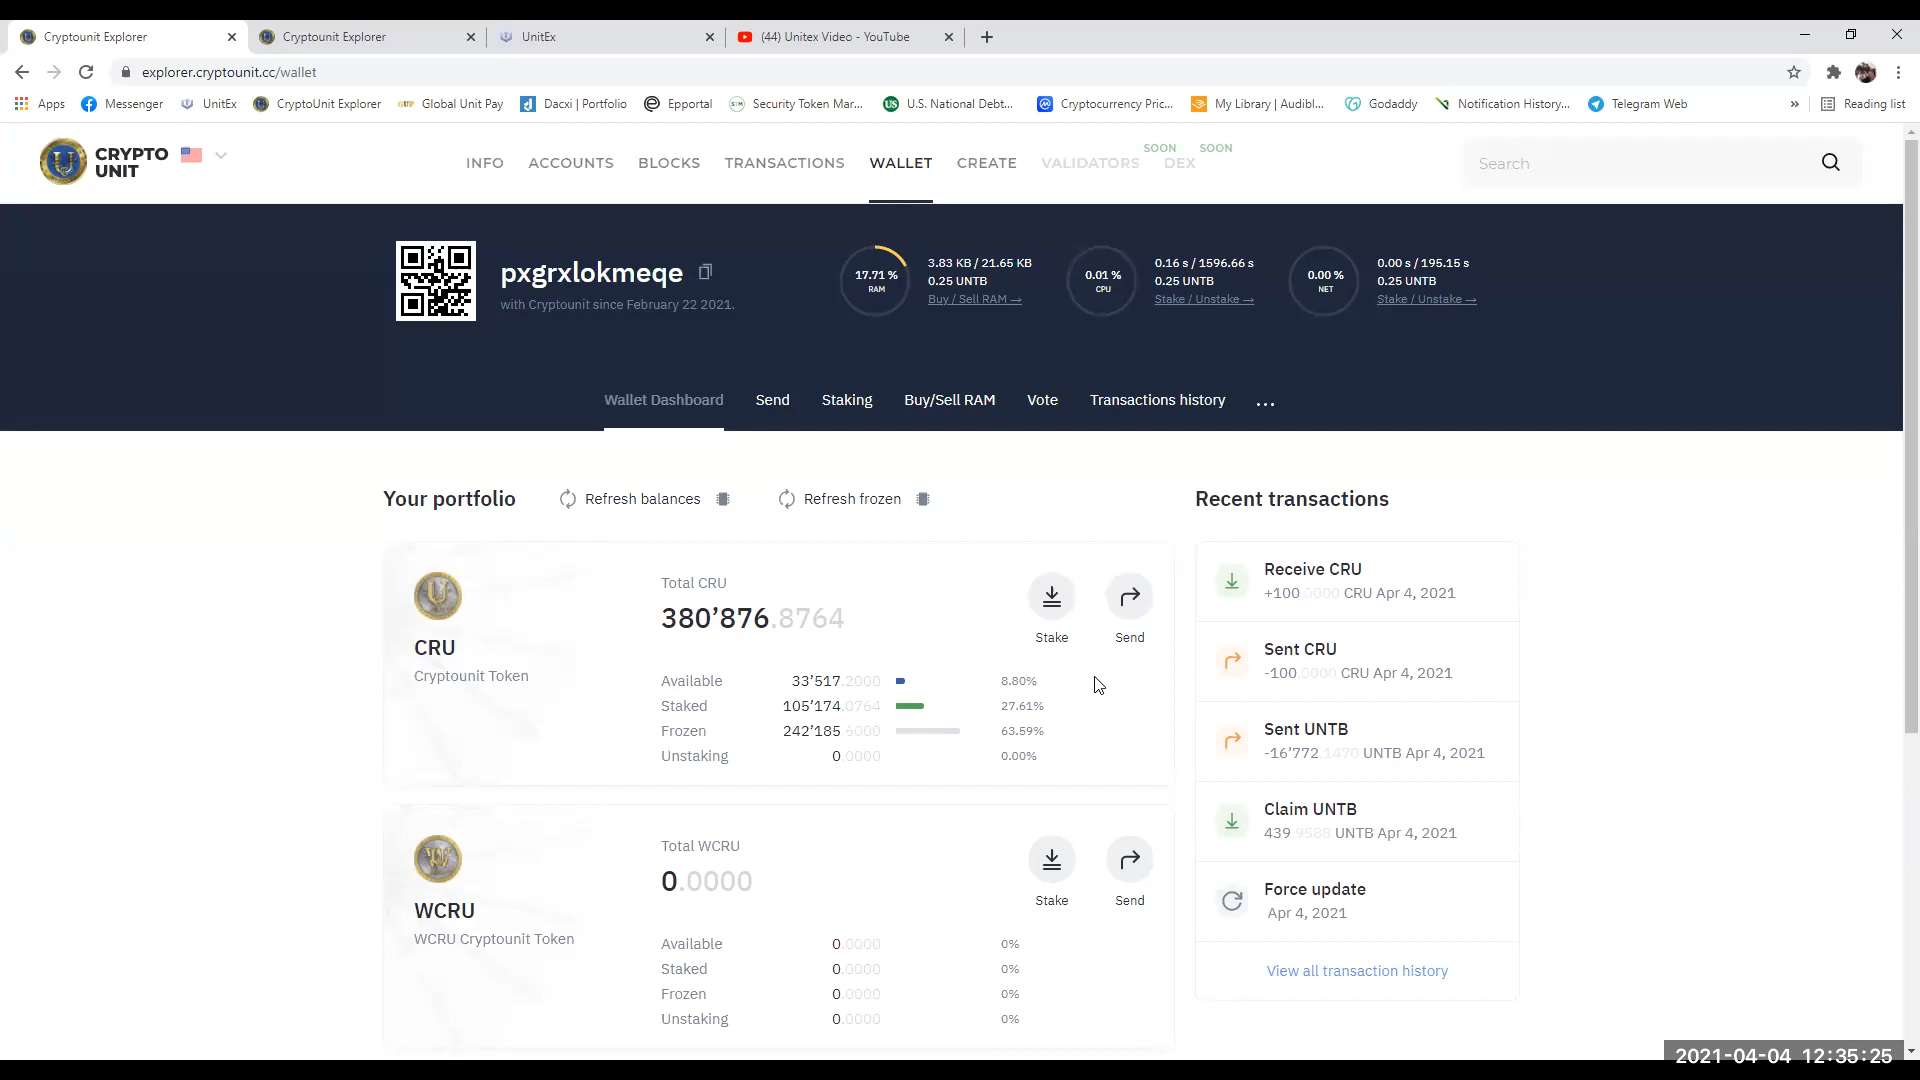 Cryptounit Explorer
Cryptounit Explorer
UnitEx
(44) Unitex Video - YouTube
explorer.cryptounit.cc/wallet
Apps
Messenger
UnitEx
CryptoUnit Explorer
Global Unit Pay
Dacxi | Portfolio
Epportal
Security Token Mar...
U.S. National Debt...
Cryptocurrency Pric...
My Library | Audibl...
Godaddy
Notification History...
Telegram Web
»
Reading list
CRYPTO
UNIT
INFO
ACCOUNTS
BLOCKS
TRANSACTIONS
WALLET
CREATE
VALIDATORS
SOON
DEX
SOON
Search
pxgrxlokmeqe
with Cryptounit since February 22 2021.
17.71 %
RAM
3.83 KB / 21.65 KB
0.25 UNTB
Buy / Sell RAM →
0.01 %
CPU
0.16 s / 1596.66 s
0.25 UNTB
Stake / Unstake →
0.00 %
NET
0.00 s / 195.15 s
0.25 UNTB
Stake / Unstake →
Wallet Dashboard
Send
Staking
Buy/Sell RAM
Vote
Transactions history
...
Your portfolio
Refresh balances
Refresh frozen
CRU
Cryptounit Token
Total CRU
380’876.8764
Stake
Send
Available 33’517.2000 8.80%
Staked 105’174.0764 27.61%
Frozen 242’185.6000 63.59%
Unstaking 0.0000 0.00%
WCRU
WCRU Cryptounit Token
Total WCRU
0.0000
Stake
Send
Available 0.0000 0%
Staked 0.0000 0%
Frozen 0.0000 0%
Unstaking 0.0000 0%
Recent transactions
Receive CRU
+100.0000 CRU Apr 4, 2021
Sent CRU
-100.0000 CRU Apr 4, 2021
Sent UNTB
-16’772.1470 UNTB Apr 4, 2021
Claim UNTB
439.9588 UNTB Apr 4, 2021
Force update
Apr 4, 2021
View all transaction history
2021-04-04 12:35:25